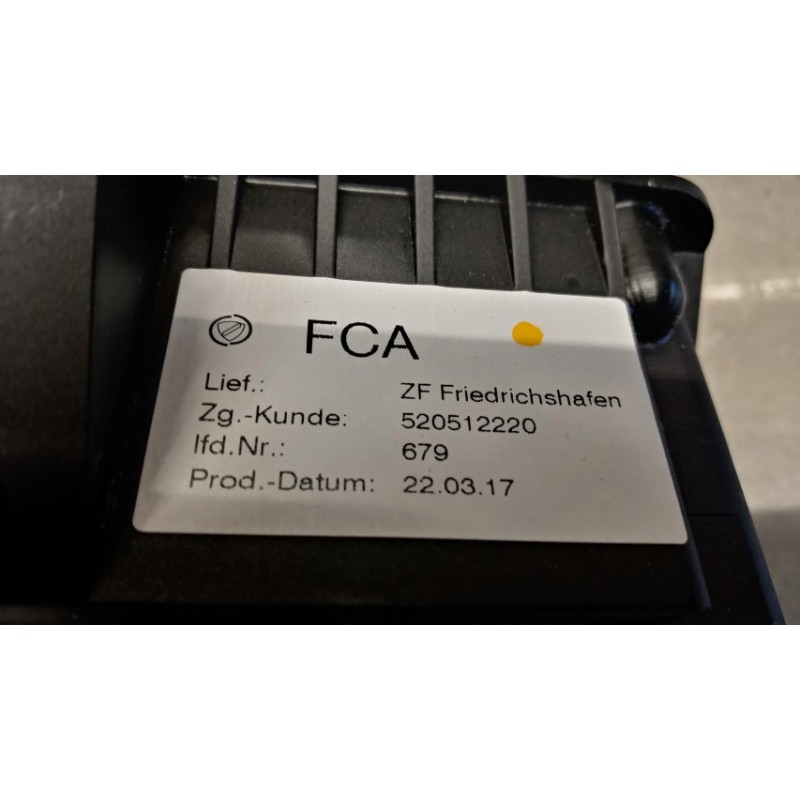 FCA
Lief.: ZF Friedrichshafen
Zg.-Kunde: 520512220
lfd.Nr.: 679
Prod.-Datum: 22.03.17